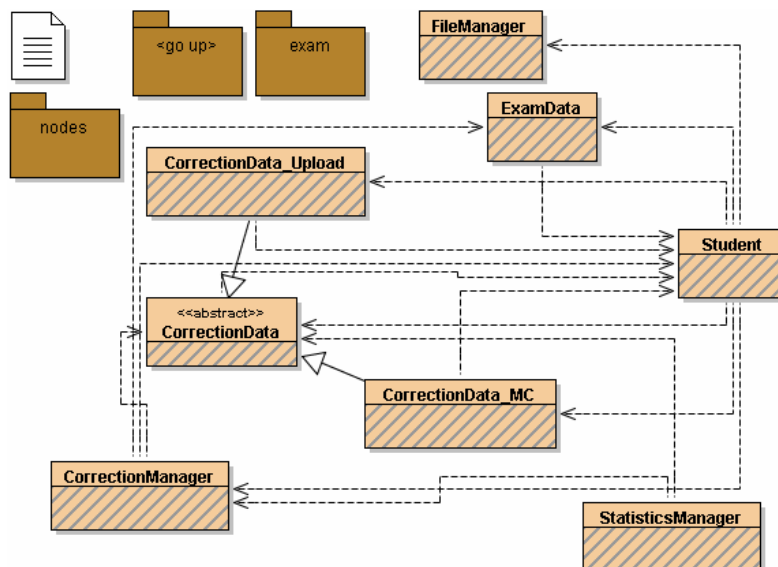 <go up>
exam
FileManager
nodes
ExamData
CorrectionData_Upload
Student
<<abstract>>
CorrectionData
CorrectionData_MC
CorrectionManager
StatisticsManager